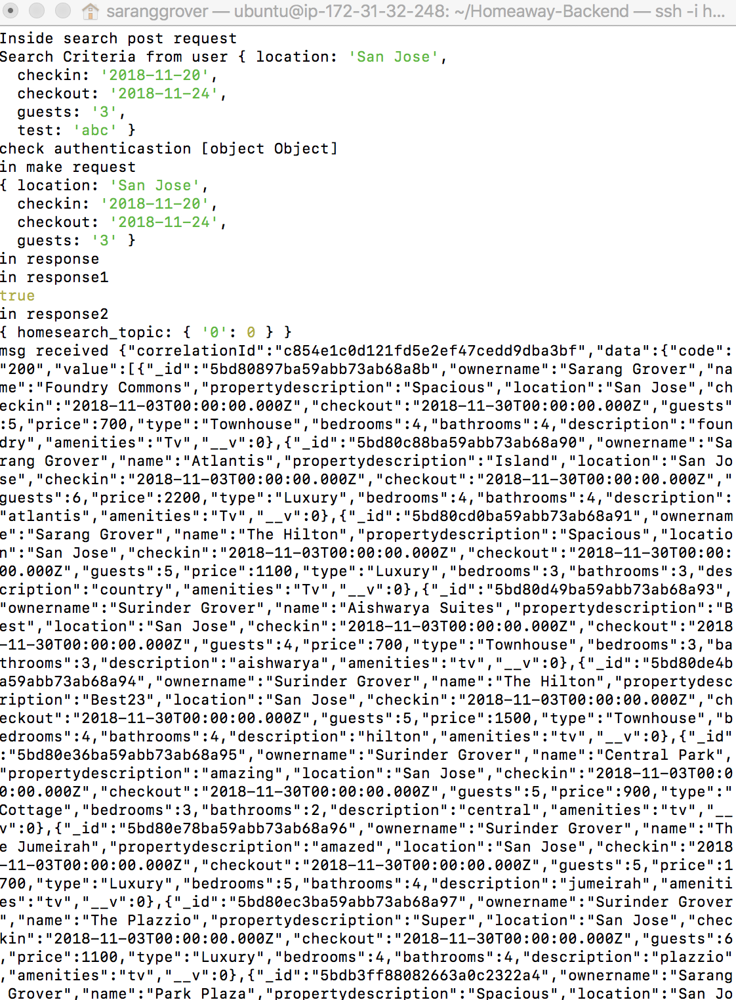 saranggrover — ubuntu@ip-172-31-32-248: ~/Homeaway-Backend — ssh -i h...
Inside search post request
Search Criteria from user { location: 'San Jose',
  checkin: '2018-11-20',
  checkout: '2018-11-24',
  guests: '3',
  test: 'abc' }
check authenticastion [object Object]
in make request
{ location: 'San Jose',
  checkin: '2018-11-20',
  checkout: '2018-11-24',
  guests: '3' }
in response
in response1
true
in response2
{ homesearch_topic: { '0': 0 } }
msg received {"correlationId":"c854e1c0d121fd5e2ef47cedd9dba3bf","data":{"code":
"200","value":[{"_id":"5bd80897ba59abb73ab68a8b","ownername":"Sarang Grover","na
me":"Foundry Commons","propertydescription":"Spacious","location":"San Jose","ch
eckin":"2018-11-03T00:00:00.000Z","checkout":"2018-11-30T00:00:00.000Z","guests"
:5,"price":700,"type":"Townhouse","bedrooms":4,"bathrooms":4,"description":"foun
dry","amenities":"Tv","__v":0},{"_id":"5bd80c88ba59abb73ab68a90","ownername":"Sa
rang Grover","name":"Atlantis","propertydescription":"Island","location":"San Jo
se","checkin":"2018-11-03T00:00:00.000Z","checkout":"2018-11-30T00:00:00.000Z","
guests":6,"price":2200,"type":"Luxury","bedrooms":4,"bathrooms":4,"description":
"atlantis","amenities":"Tv","__v":0},{"_id":"5bd80cd0ba59abb73ab68a91","ownernam
e":"Sarang Grover","name":"The Hilton","propertydescription":"Spacious","locatio
n":"San Jose","checkin":"2018-11-03T00:00:00.000Z","checkout":"2018-11-30T00:00:
00.000Z","guests":5,"price":1100,"type":"Luxury","bedrooms":3,"bathrooms":3,"des
cription":"country","amenities":"Tv","__v":0},{"_id":"5bd80d49ba59abb73ab68a93",
"ownername":"Surinder Grover","name":"Aishwarya Suites","propertydescription":"B
est","location":"San Jose","checkin":"2018-11-03T00:00:00.000Z","checkout":"2018
-11-30T00:00:00.000Z","guests":4,"price":700,"type":"Townhouse","bedrooms":3,"ba
throoms":3,"description":"aishwarya","amenities":"tv","__v":0},{"_id":"5bd80de4b
a59abb73ab68a94","ownername":"Surinder Grover","name":"The Hilton","propertydesc
ription":"Best23","location":"San Jose","checkin":"2018-11-03T00:00:00.000Z","ch
eckout":"2018-11-30T00:00:00.000Z","guests":5,"price":1500,"type":"Townhouse","b
edrooms":4,"bathrooms":4,"description":"hilton","amenities":"tv","__v":0},{"_id"
:"5bd80e36ba59abb73ab68a95","ownername":"Surinder Grover","name":"Central Park",
"propertydescription":"amazing","location":"San Jose","checkin":"2018-11-03T00:0
0:00.000Z","checkout":"2018-11-30T00:00:00.000Z","guests":5,"price":900,"type":"
Cottage","bedrooms":3,"bathrooms":2,"description":"central","amenities":"tv","__
v":0},{"_id":"5bd80e78ba59abb73ab68a96","ownername":"Surinder Grover","name":"Th
e Jumeirah","propertydescription":"amazed","location":"San Jose","checkin":"2018
-11-03T00:00:00.000Z","checkout":"2018-11-30T00:00:00.000Z","guests":5,"price":1
700,"type":"Luxury","bedrooms":5,"bathrooms":4,"description":"jumeirah","ameniti
es":"tv","__v":0},{"_id":"5bd80ec3ba59abb73ab68a97","ownername":"Surinder Grover
","name":"The Plazzio","propertydescription":"Super","location":"San Jose","chec
kin":"2018-11-03T00:00:00.000Z","checkout":"2018-11-30T00:00:00.000Z","guests":6
,"price":1100,"type":"Luxury","bedrooms":4,"bathrooms":4,"description":"plazzio"
,"amenities":"tv","__v":0},{"_id":"5bdb3ff88082663a0c2322a4","ownername":"Sarang
 Grover","name":"Park Plaza","propertydescription":"Spacious","location":"San Jo